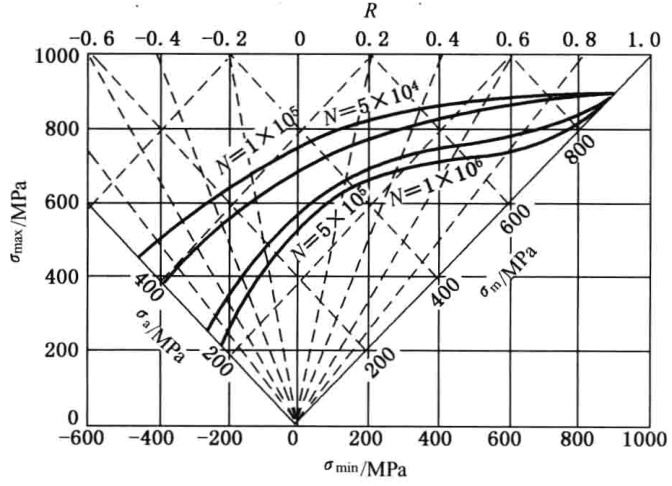 R
-0.6 -0.4 -0.2 0 0.2 0.4 0.6 0.8 1.0
1000
800
600
400
200
0
σmax/MPa
N=1×10⁵
N=5×10⁴
N=5×10⁵
N=1×10⁶
400
200
σa/MPa
200
400
600
800
σm/MPa
-600 -400 -200 0 200 400 600 800 1000
σmin/MPa